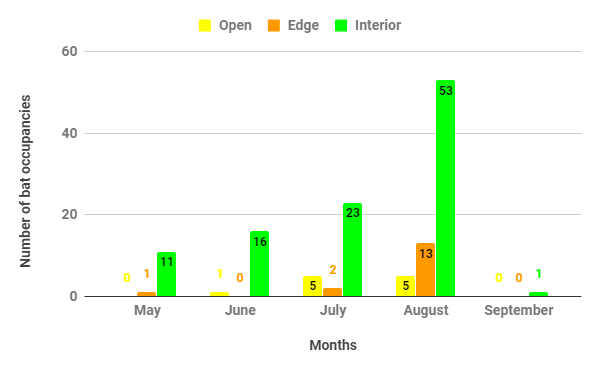 Open Edge Interior
Number of bat occupancies
60
40
20
0
0 1 11
1 0 16
5 2 23
5 13 53
0 0 1
May June July August September
Months